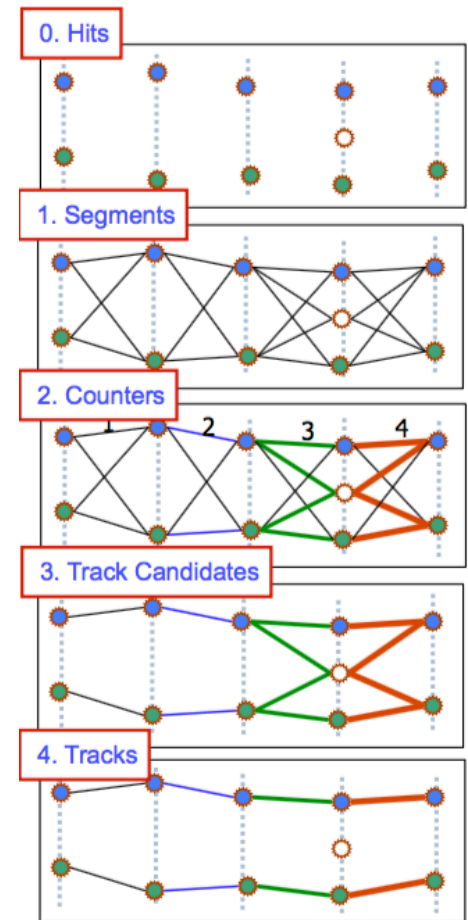 0. Hits
1. Segments
2. Counters
1 2 3 4
3. Track Candidates
4. Tracks